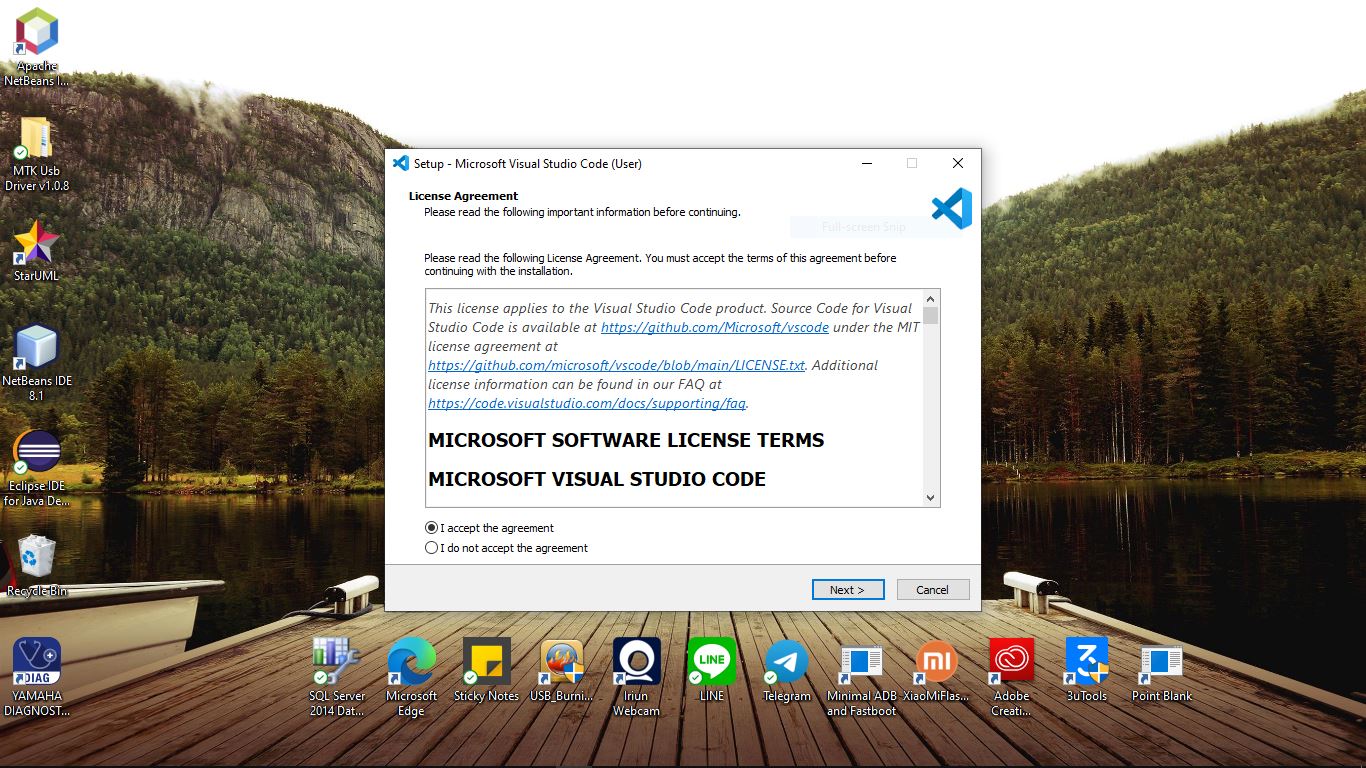 Apache
NetBeans I...
MTK Usb
Driver v1.0.8
StarUML
NetBeans IDE
8.1
Eclipse IDE
for Java De...
Recycle Bin
DIAG
YAMAHA
DIAGNOST...
Setup - Microsoft Visual Studio Code (User)
License Agreement
Please read the following important information before continuing.
Full-screen Snip
Please read the following License Agreement. You must accept the terms of this agreement before
continuing with the installation.
This license applies to the Visual Studio Code product. Source Code for Visual
Studio Code is available at https://github.com/Microsoft/vscode under the MIT
license agreement at
https://github.com/microsoft/vscode/blob/main/LICENSE.txt. Additional
license information can be found in our FAQ at
https://code.visualstudio.com/docs/supporting/faq.
MICROSOFT SOFTWARE LICENSE TERMS
MICROSOFT VISUAL STUDIO CODE
I accept the agreement
I do not accept the agreement
Next >
Cancel
SQL Server
2014 Dat...
Microsoft
Edge
Sticky Notes
USB_Burni...
Iriun
Webcam
LINE
LINE
Telegram
Minimal ADB
and Fastboot
mi
XiaoMiFlas...
Adobe
Creati...
3uTools
Point Blank